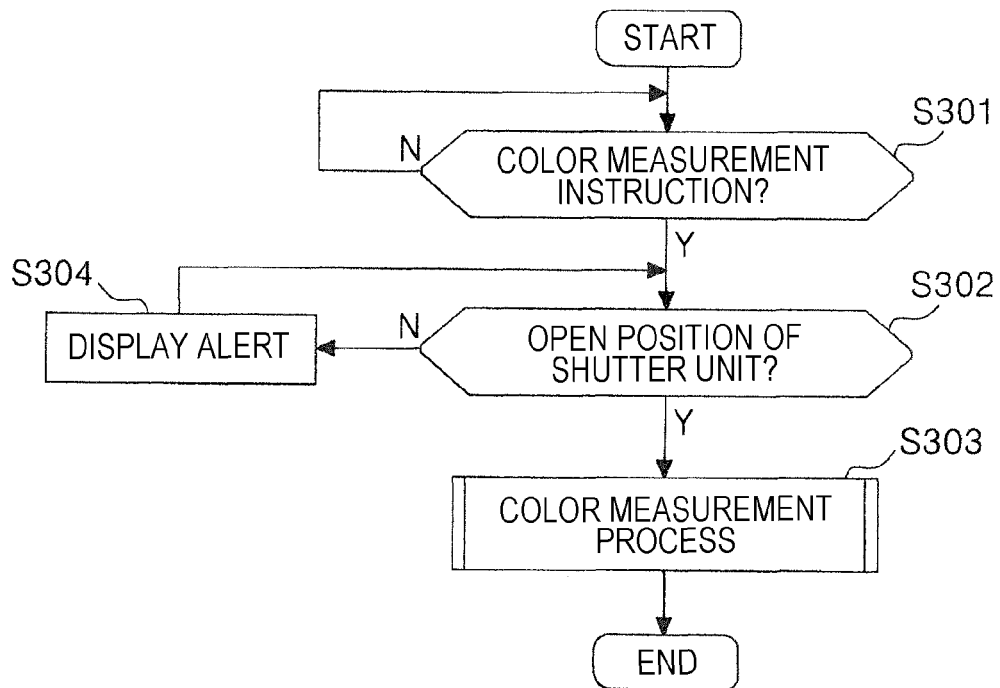 START
S301
N
COLOR MEASUREMENT
INSTRUCTION?
Y
S304
S302
DISPLAY ALERT
N
OPEN POSITION OF
SHUTTER UNIT?
Y
S303
COLOR MEASUREMENT
PROCESS
END